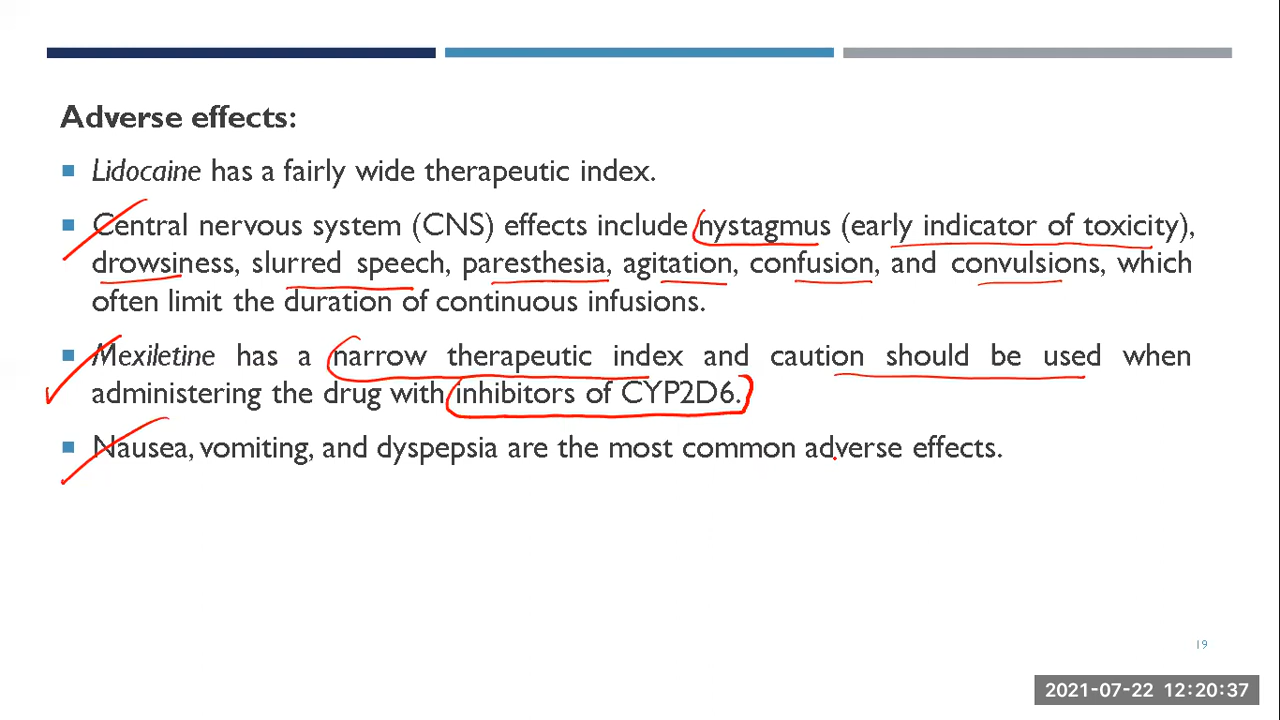 Adverse effects:
Lidocaine has a fairly wide therapeutic index.
Central nervous system (CNS) effects include nystagmus (early indicator of toxicity),
drowsiness, slurred speech, paresthesia, agitation, confusion, and convulsions, which
often limit the duration of continuous infusions.
Mexiletine has a narrow therapeutic index and caution should be used when
administering the drug with inhibitors of CYP2D6.
Nausea, vomiting, and dyspepsia are the most common adverse effects.
19
2021-07-22 12:20:37